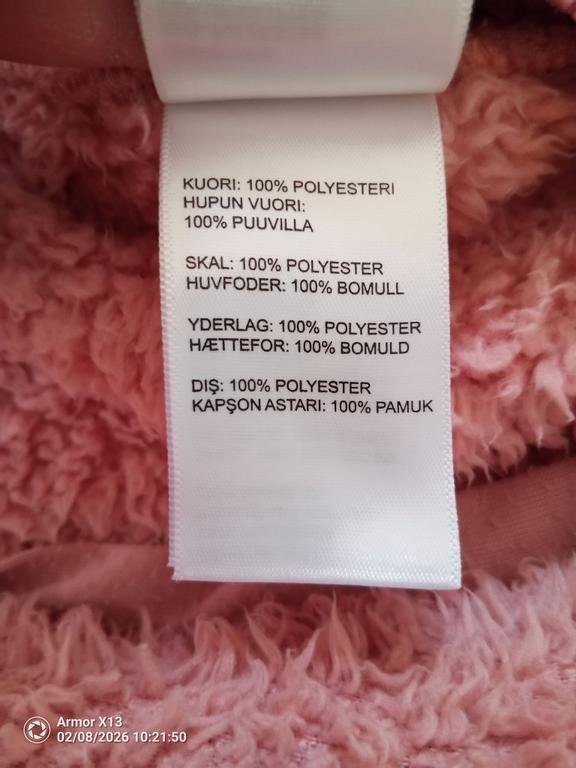 KUORI: 100% POLYESTERI
HUPUN VUORI:
100% PUUVILLA
SKAL: 100% POLYESTER
HUVFODER: 100% BOMULL
YDERLAG: 100% POLYESTER
HÆTTEFOR: 100% BOMULD
DIŞ: 100% POLYESTER
KAPŞON ASTARI: 100% PAMUK
Armor X13
02/08/2026 10:21:50